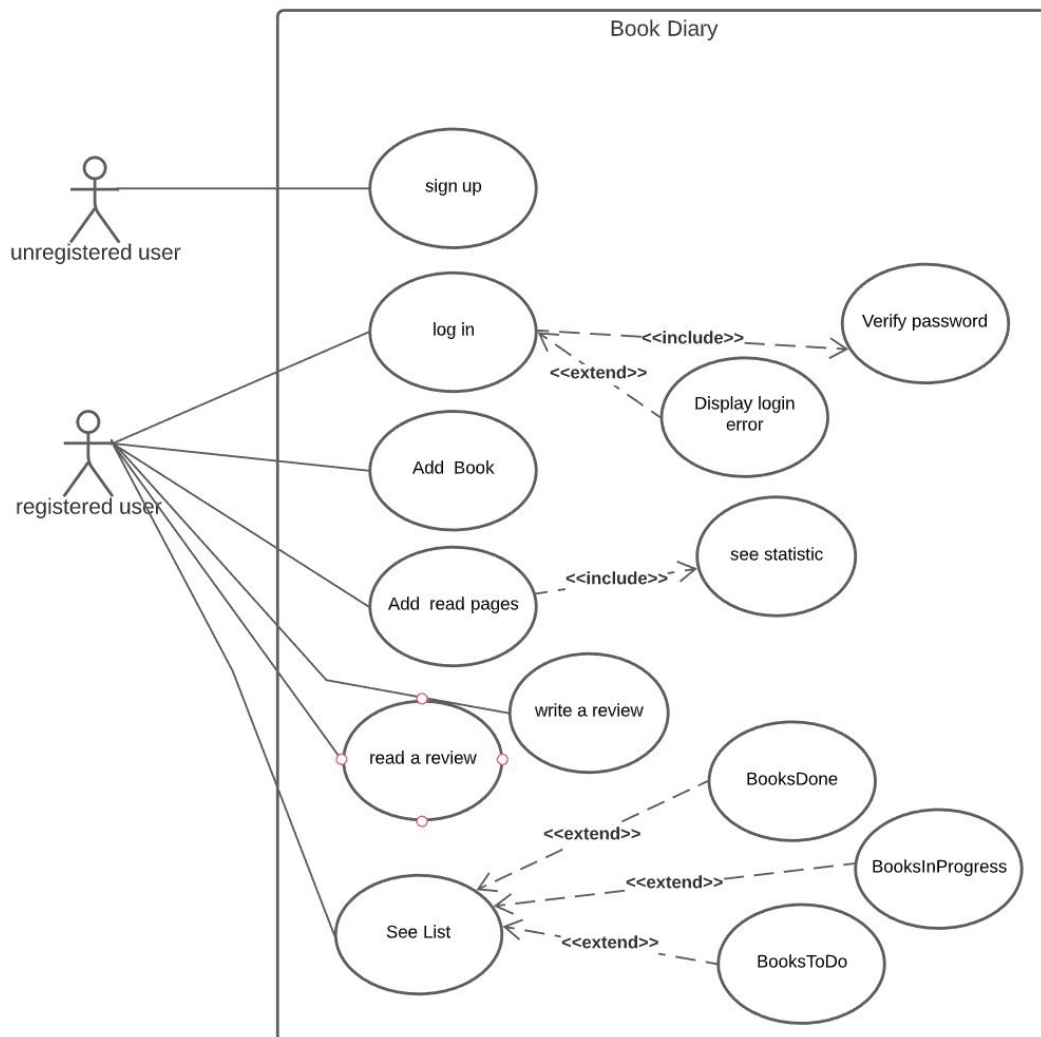 Book Diary
sign up
unregistered user
log in
<<include>>
Verify password
<<extend>>
Display login
error
registered user
Add  Book
Add  read pages
<<include>>
see statistic
write a review
read a review
BooksDone
<<extend>>
BooksInProgress
<<extend>>
See List
<<extend>>
BooksToDo